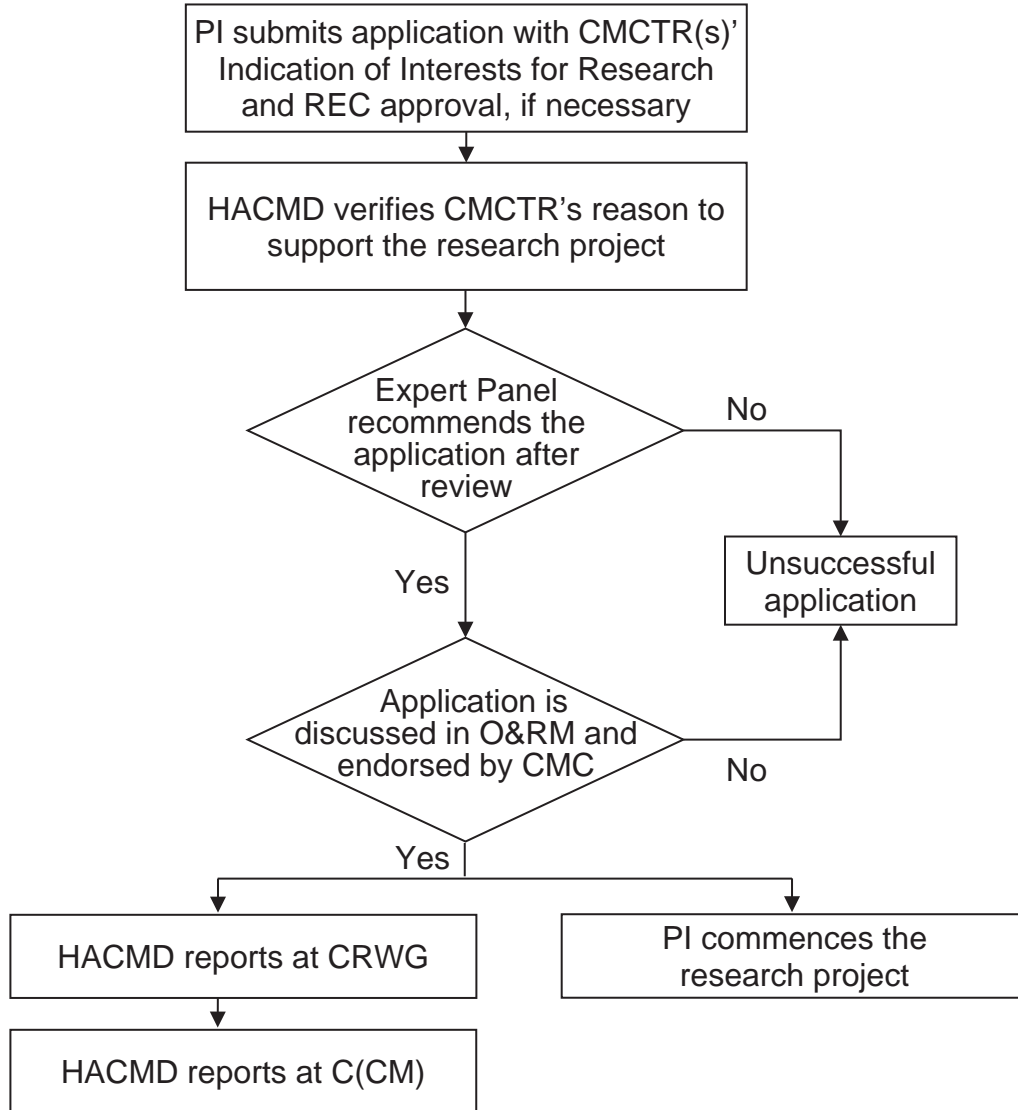 PI submits application with CMCTR(s)’
Indication of Interests for Research
and REC approval, if necessary
HACMD verifies CMCTR’s reason to
support the research project
Expert Panel
recommends the
application after
review
No
Yes
Unsuccessful
application
Application is
discussed in O&RM and
endorsed by CMC
No
Yes
HACMD reports at CRWG
PI commences the
research project
HACMD reports at C(CM)